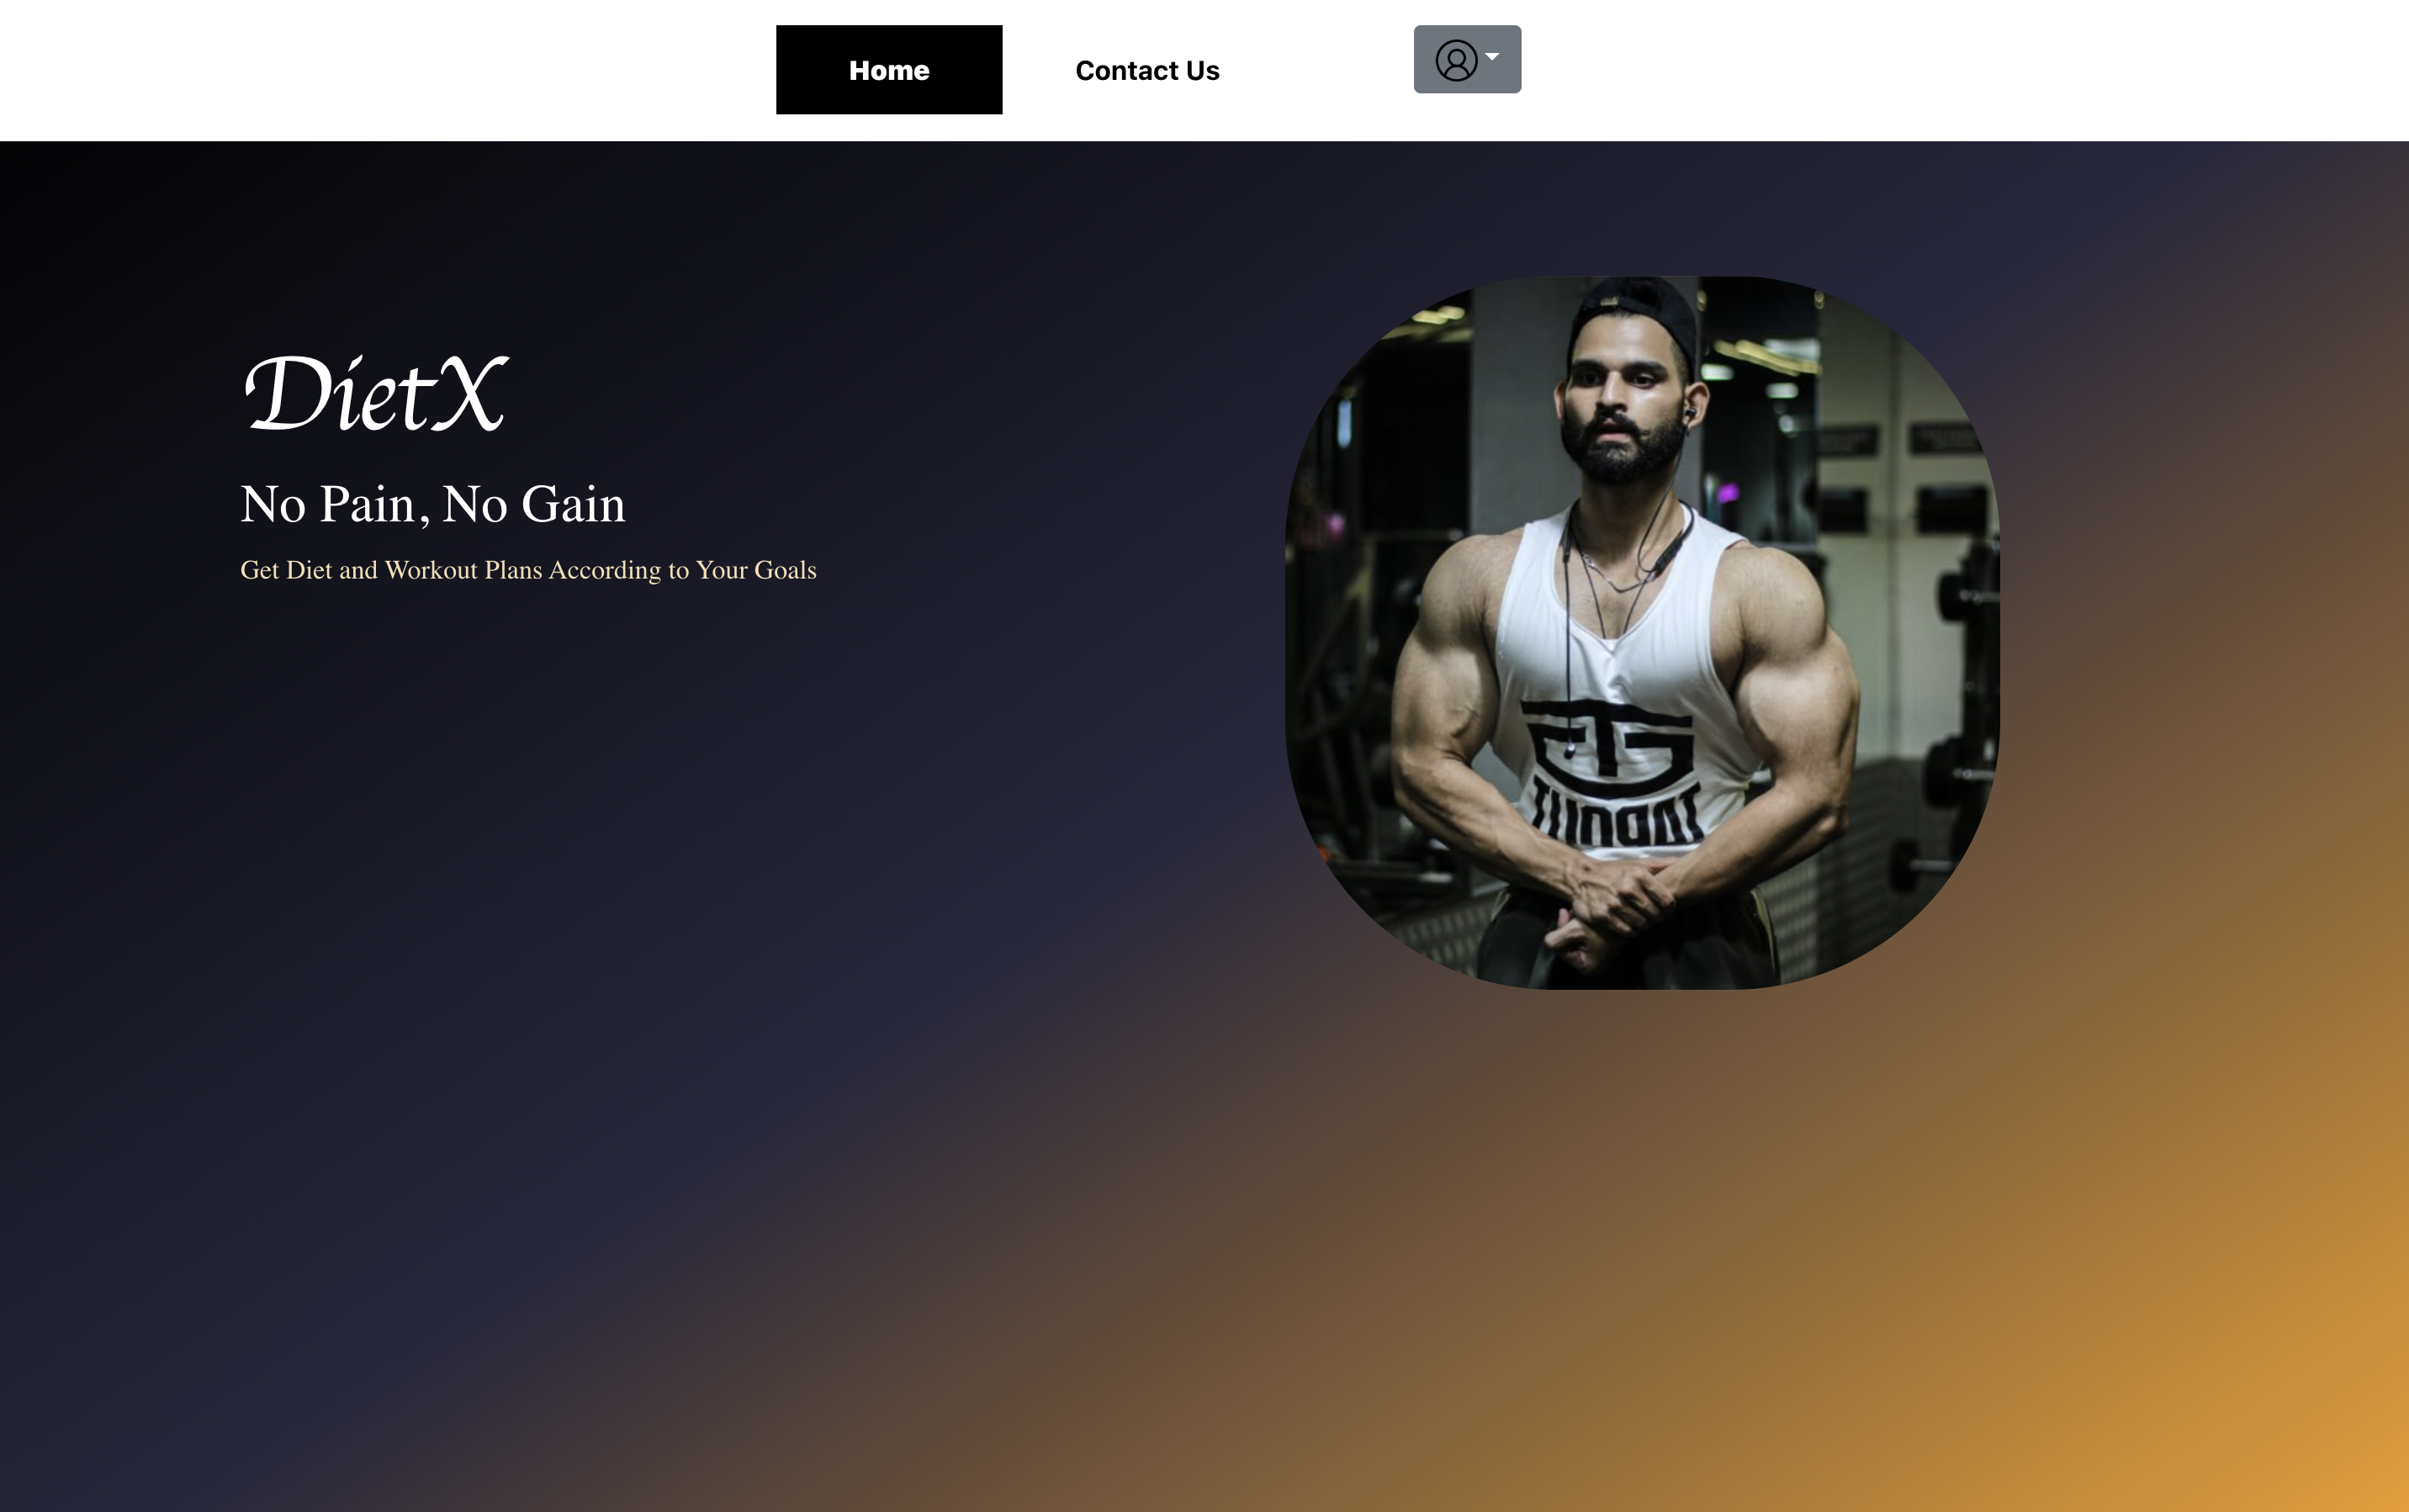 Home
Contact Us
DietX
No Pain, No Gain
Get Diet and Workout Plans According to Your Goals